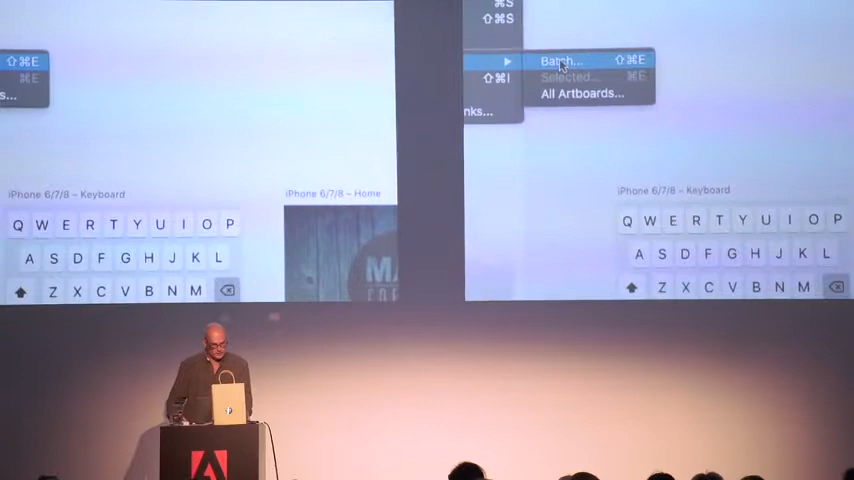 ⇧⌘E
⌘E
s...
iPhone 6/7/8 – Keyboard
iPhone 6/7/8 – Home
Q W E R T Y U I O P
A S D F G H J K L
Z X C V B N M
⌘S
⇧⌘S
Batch... ⇧⌘E
⇧⌘I
Selected... ⌘E
All Artboards...
nks...
iPhone 6/7/8 – Keyboard
Q W E R T Y U I O P
A S D F G H J K L
Z X C V B N M